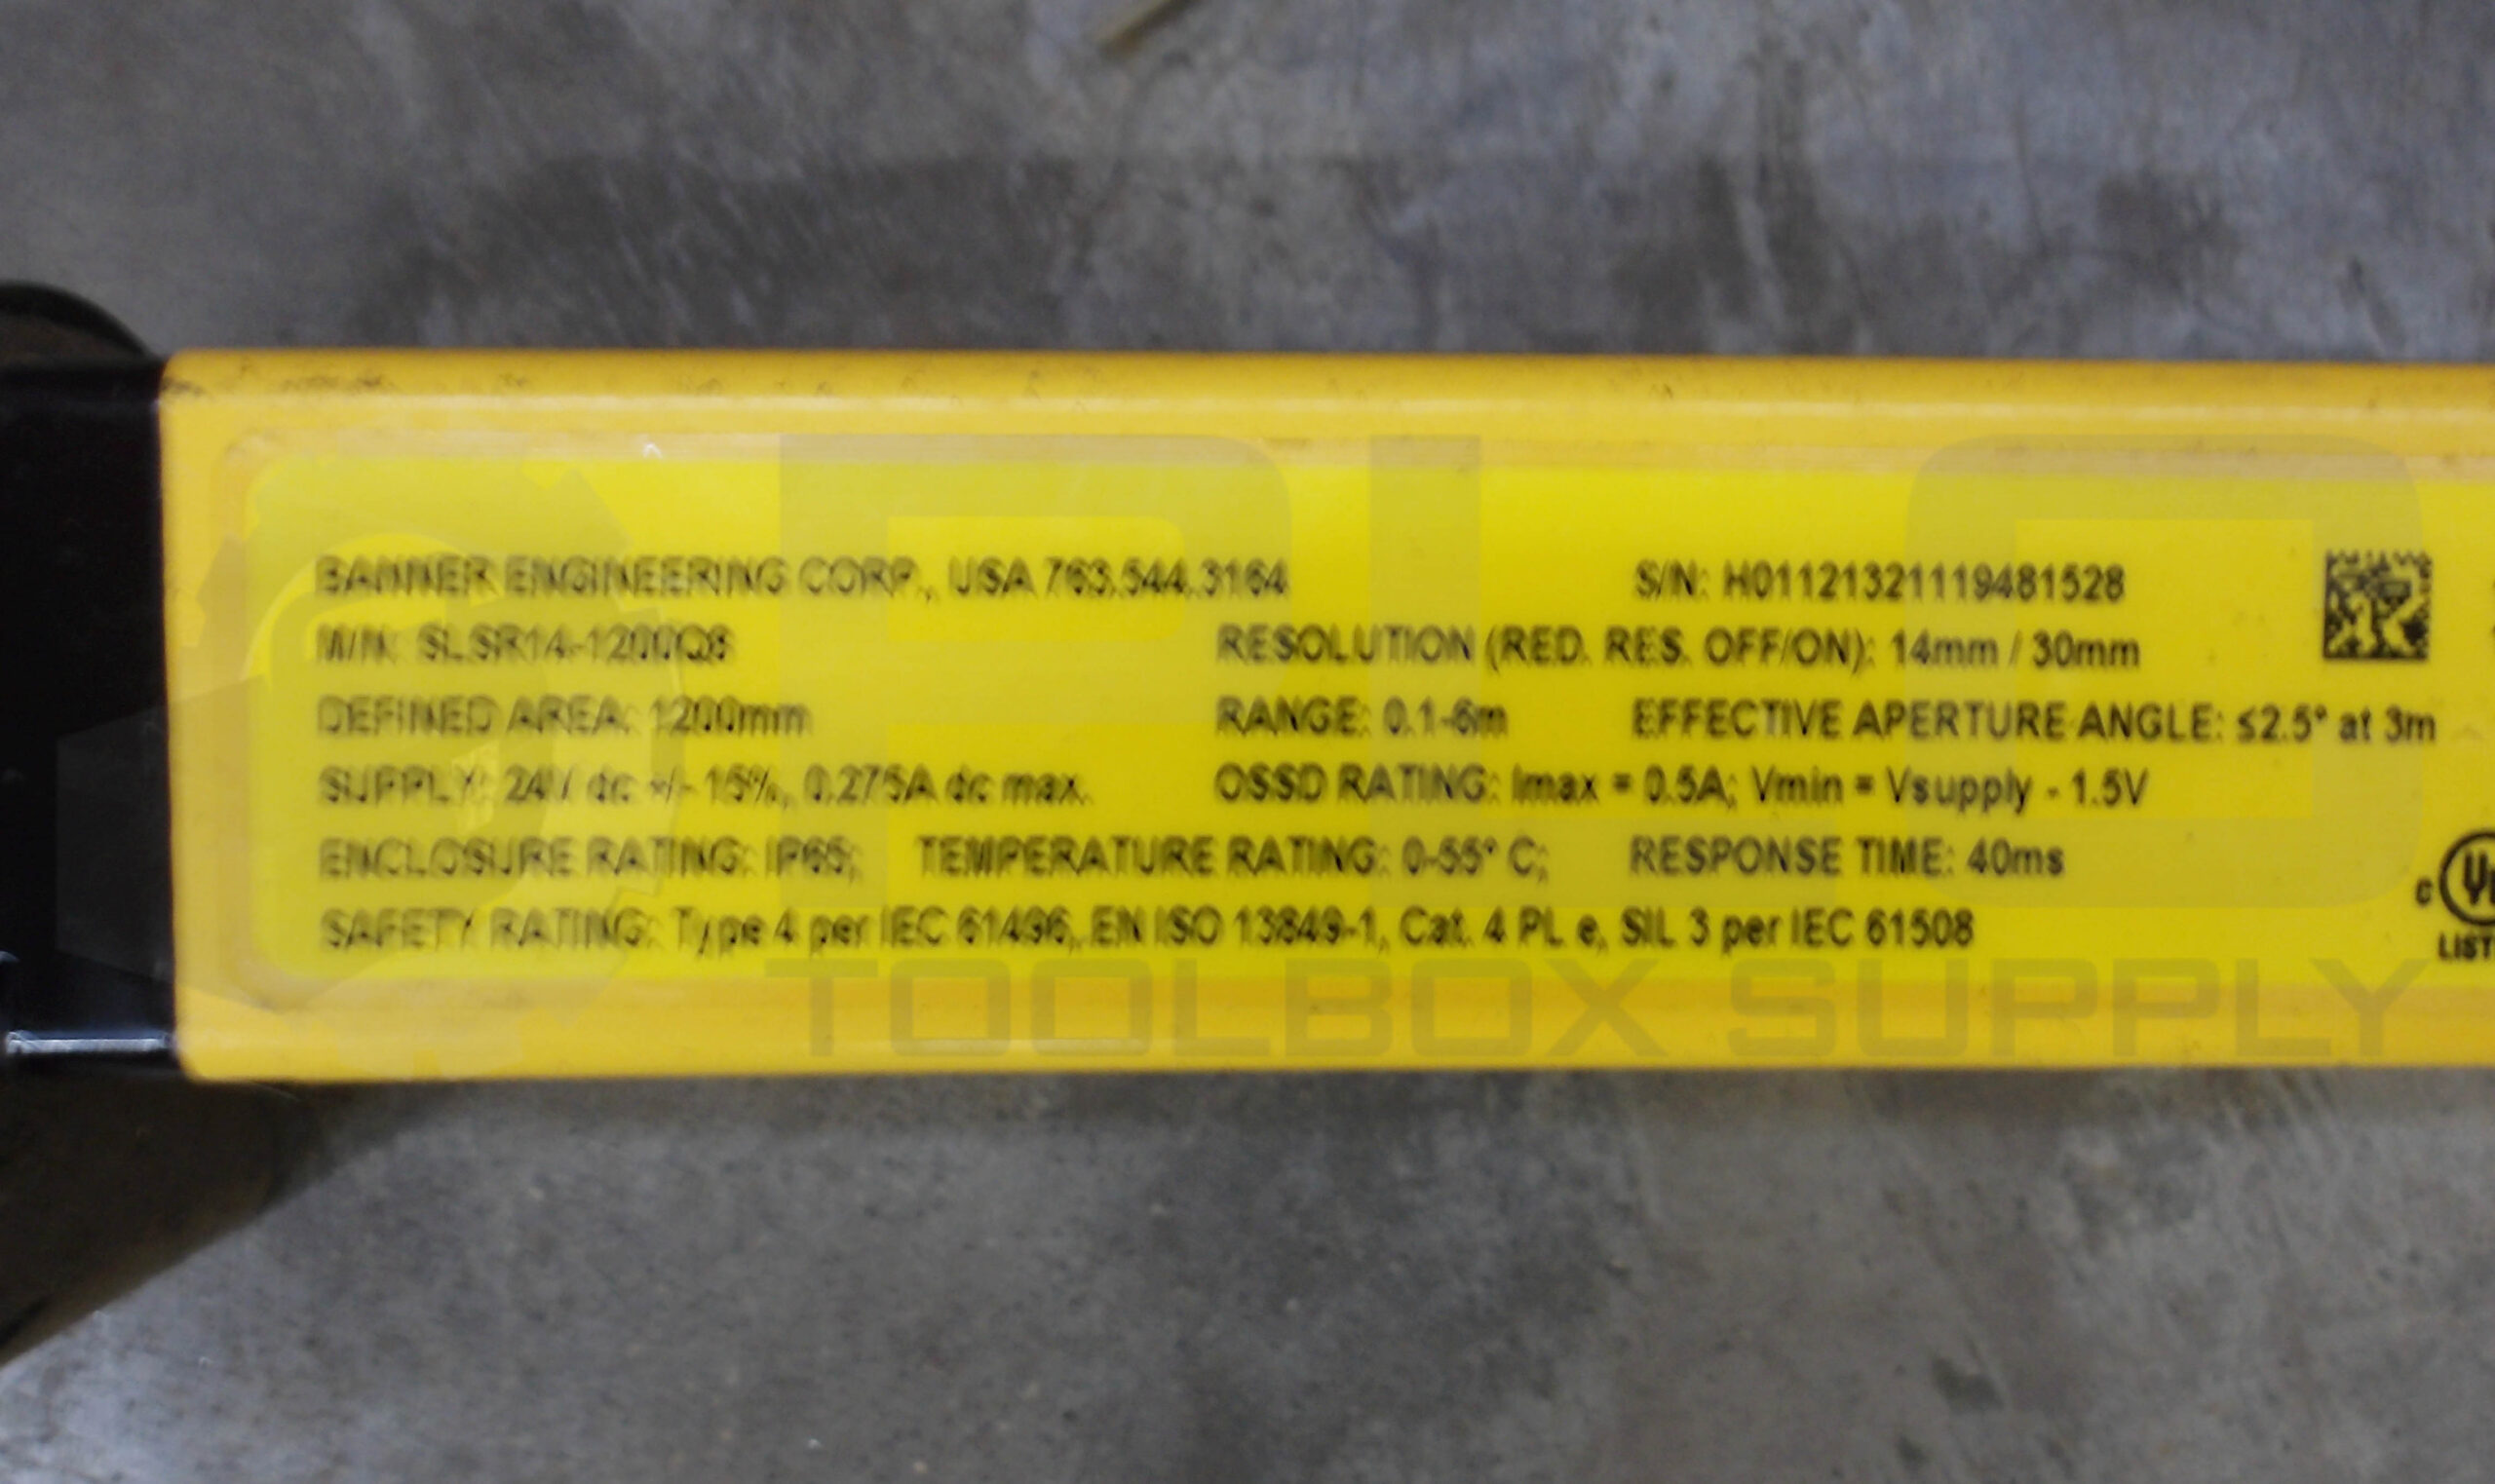 BANNER ENGINEERING CORP., USA 763.544.3164 S/N: H01121321119481528
M/N: SLSR14-1200Q8 RESOLUTION (RED. RES. OFF/ON): 14mm / 30mm
DEFINED AREA: 1200mm RANGE: 0.1-6m EFFECTIVE APERTURE ANGLE: ≤2.5° at 3m
SUPPLY: 24V dc +/- 15%, 0.275A dc max. OSSD RATING: Imax = 0.5A; Vmin = Vsupply - 1.5V
ENCLOSURE RATING: IP65; TEMPERATURE RATING: 0-55° C; RESPONSE TIME: 40ms
SAFETY RATING: Type 4 per IEC 61496, EN ISO 13849-1, Cat. 4 PL e, SIL 3 per IEC 61508
c
LIST
PLC
TOOLBOX SUPPLY